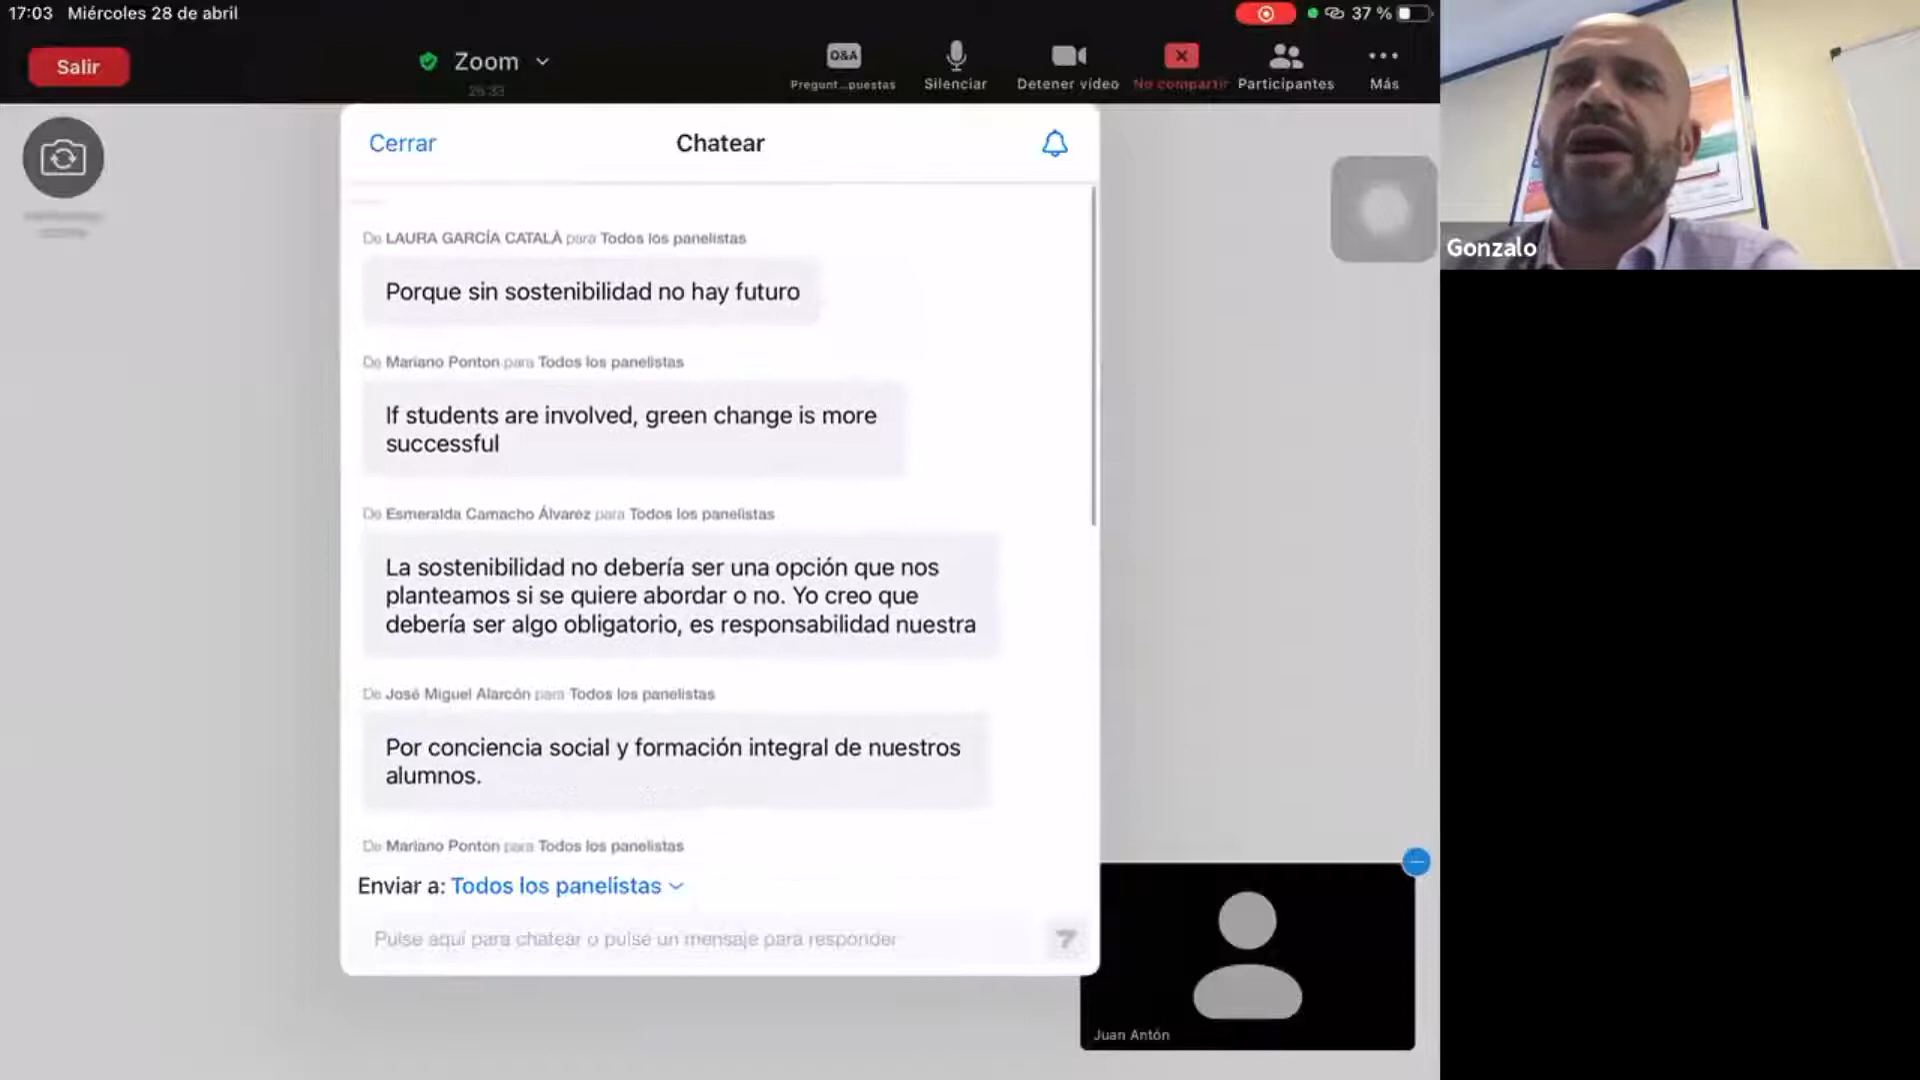 17:03 Miércoles 28 de abril
37 %
Salir
Zoom
26:33
Q&A
Pregunt...puestas
Silenciar
Detener vídeo
No compartir
Participantes
Más
Cerrar
Chatear
De LAURA GARCÍA CATALÀ para Todos los panelistas
Porque sin sostenibilidad no hay futuro
De Mariano Ponton para Todos los panelistas
If students are involved, green change is more
successful
De Esmeralda Camacho Álvarez para Todos los panelistas
La sostenibilidad no debería ser una opción que nos
planteamos si se quiere abordar o no. Yo creo que
debería ser algo obligatorio, es responsabilidad nuestra
De José Miguel Alarcón para Todos los panelistas
Por conciencia social y formación integral de nuestros
alumnos.
De Mariano Ponton para Todos los panelistas
Enviar a: Todos los panelistas
Pulse aquí para chatear o pulse un mensaje para responder
Gonzalo
Juan Antón